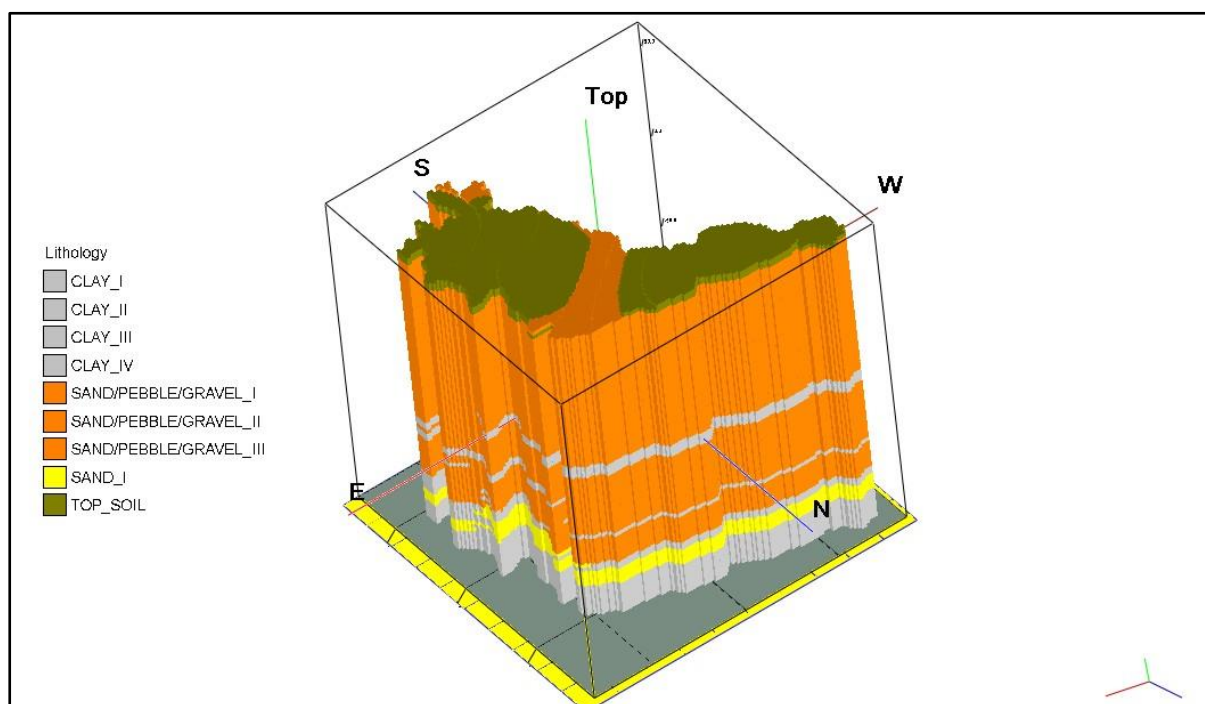 Top
S
W
Lithology
CLAY_I
CLAY_II
CLAY_III
CLAY_IV
SAND/PEBBLE/GRAVEL_I
SAND/PEBBLE/GRAVEL_II
SAND/PEBBLE/GRAVEL_III
SAND_I
TOP_SOIL
E
N